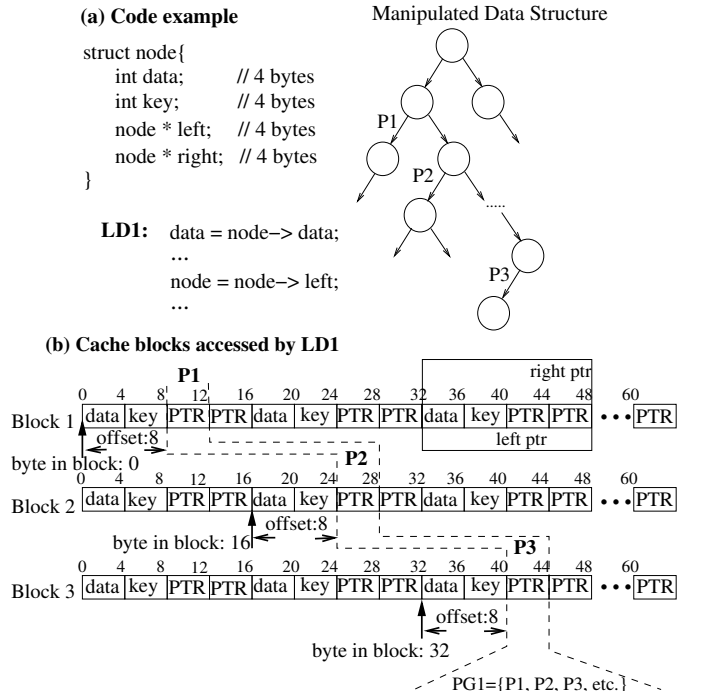 (a) Code example
Manipulated Data Structure
struct node{
int data; // 4 bytes
int key; // 4 bytes
node * left; // 4 bytes
node * right; // 4 bytes
}
LD1: data = node−> data;
...
node = node−> left;
...
P1
P2
.....
P3
(b) Cache blocks accessed by LD1
P1
right ptr
0 4 8 12 16 20 24 28 32 36 40 44 48 60
Block 1 data key PTR PTR data key PTR PTR data key PTR PTR ••• PTR
offset:8
left ptr
byte in block: 0
P2
0 4 8 12 16 20 24 28 32 36 40 44 48 60
Block 2 data key PTR PTR data key PTR PTR data key PTR PTR ••• PTR
offset:8
byte in block: 16
P3
0 4 8 12 16 20 24 28 32 36 40 44 48 60
Block 3 data key PTR PTR data key PTR PTR data key PTR PTR ••• PTR
offset:8
byte in block: 32
PG1={P1, P2, P3, etc.}